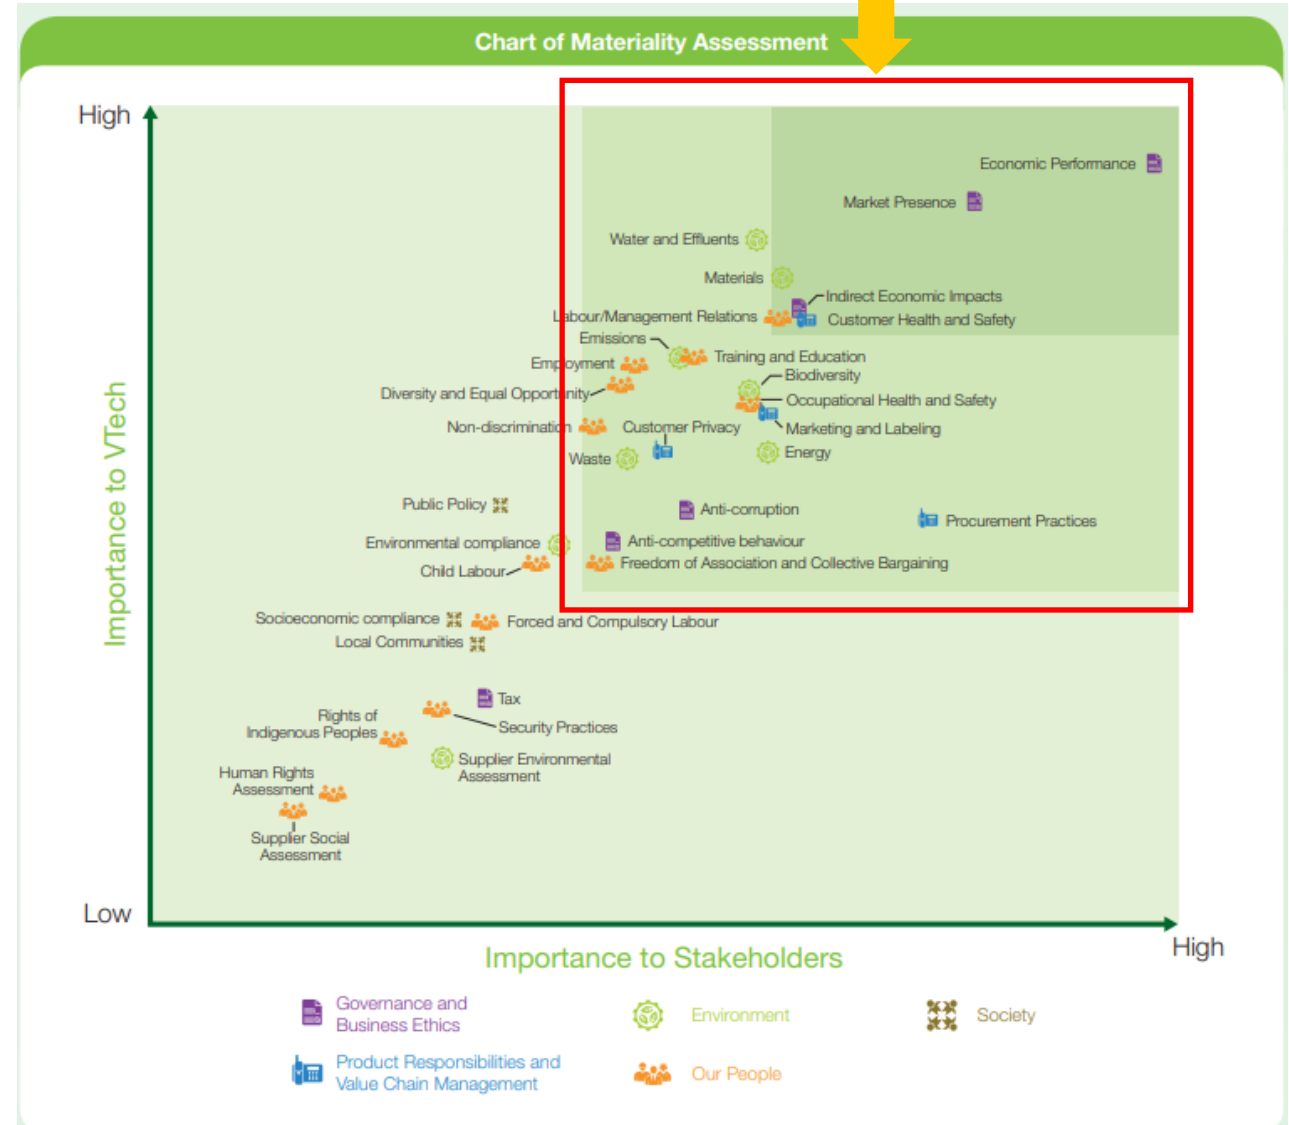 Chart of Materiality Assessment
High
Economic Performance
Market Presence
Water and Effluents
Materials
Indirect Economic Impacts
Labour/Management Relations
Customer Health and Safety
Emissions
Training and Education
Employment
Biodiversity
Diversity and Equal Opportunity
Occupational Health and Safety
Non-discrimination
Customer Privacy
Marketing and Labeling
Waste
Energy
Public Policy
Anti-corruption
Procurement Practices
Environmental compliance
Anti-competitive behaviour
Child Labour
Freedom of Association and Collective Bargaining
Socioeconomic compliance
Forced and Compulsory Labour
Local Communities
Tax
Rights of
Indigenous Peoples
Security Practices
Supplier Environmental
Assessment
Human Rights
Assessment
Supplier Social
Assessment
Importance to VTech
Low
Importance to Stakeholders
High
Governance and
Business Ethics
Environment
Society
Product Responsibilities and
Value Chain Management
Our People